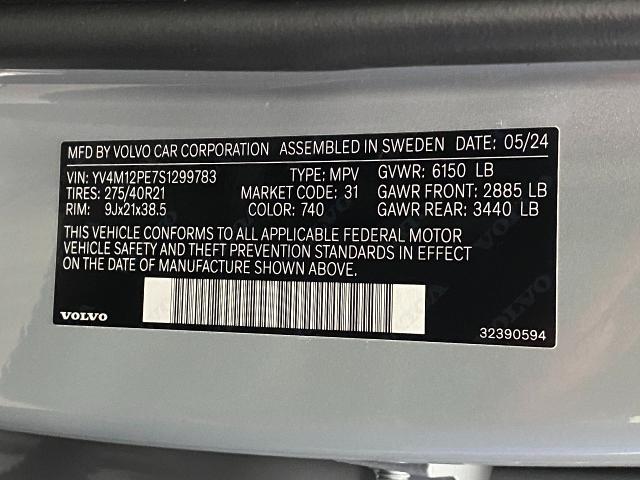 MFD BY VOLVO CAR CORPORATION ASSEMBLED IN SWEDEN DATE: 05/24
VIN: YV4M12PE7S1299783 TYPE: MPV GVWR: 6150 LB
TIRES: 275/40R21 MARKET CODE: 31 GAWR FRONT: 2885 LB
RIM: 9Jx21x38.5 COLOR: 740 GAWR REAR: 3440 LB
THIS VEHICLE CONFORMS TO ALL APPLICABLE FEDERAL MOTOR
VEHICLE SAFETY AND THEFT PREVENTION STANDARDS IN EFFECT
ON THE DATE OF MANUFACTURE SHOWN ABOVE.
VOLVO 32390594